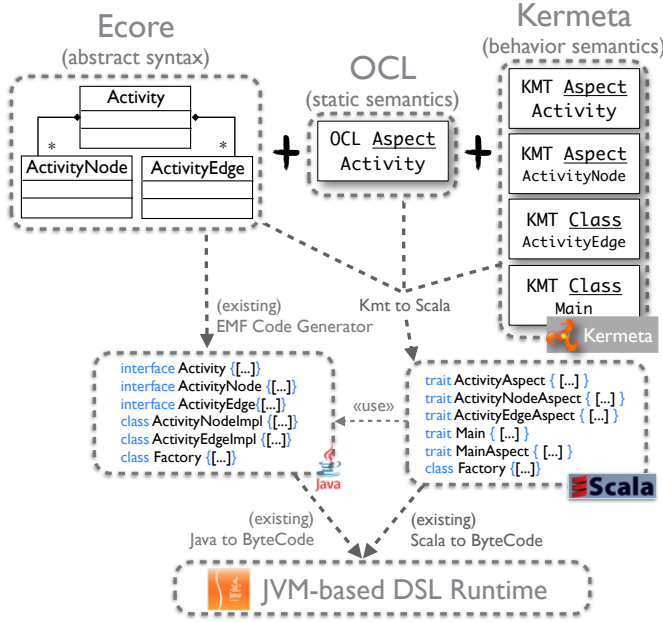 Ecore
(abstract syntax)
Activity
*
*
ActivityNode
ActivityEdge
OCL
(static semantics)
OCL Aspect
Activity
Kermeta
(behavior semantics)
KMT Aspect
Activity
KMT Aspect
ActivityNode
KMT Class
ActivityEdge
KMT Class
Main
Kermeta
(existing)
EMF Code Generator
Kmt to Scala
interface Activity {[...]}
interface ActivityNode {[...]}
interface ActivityEdge{[...]}
class ActivityNodeImpl {[...]}
class ActivityEdgeImpl {[...]}
class Factory {[...]}
Java
«use»
trait ActivityAspect { [...] }
trait ActivityNodeAspect { [...] }
trait ActivityEdgeAspect { [...] }
trait Main { [...] }
trait MainAspect { [...] }
class Factory {[...]}
Scala
(existing)
Java to ByteCode
(existing)
Scala to ByteCode
JVM-based DSL Runtime